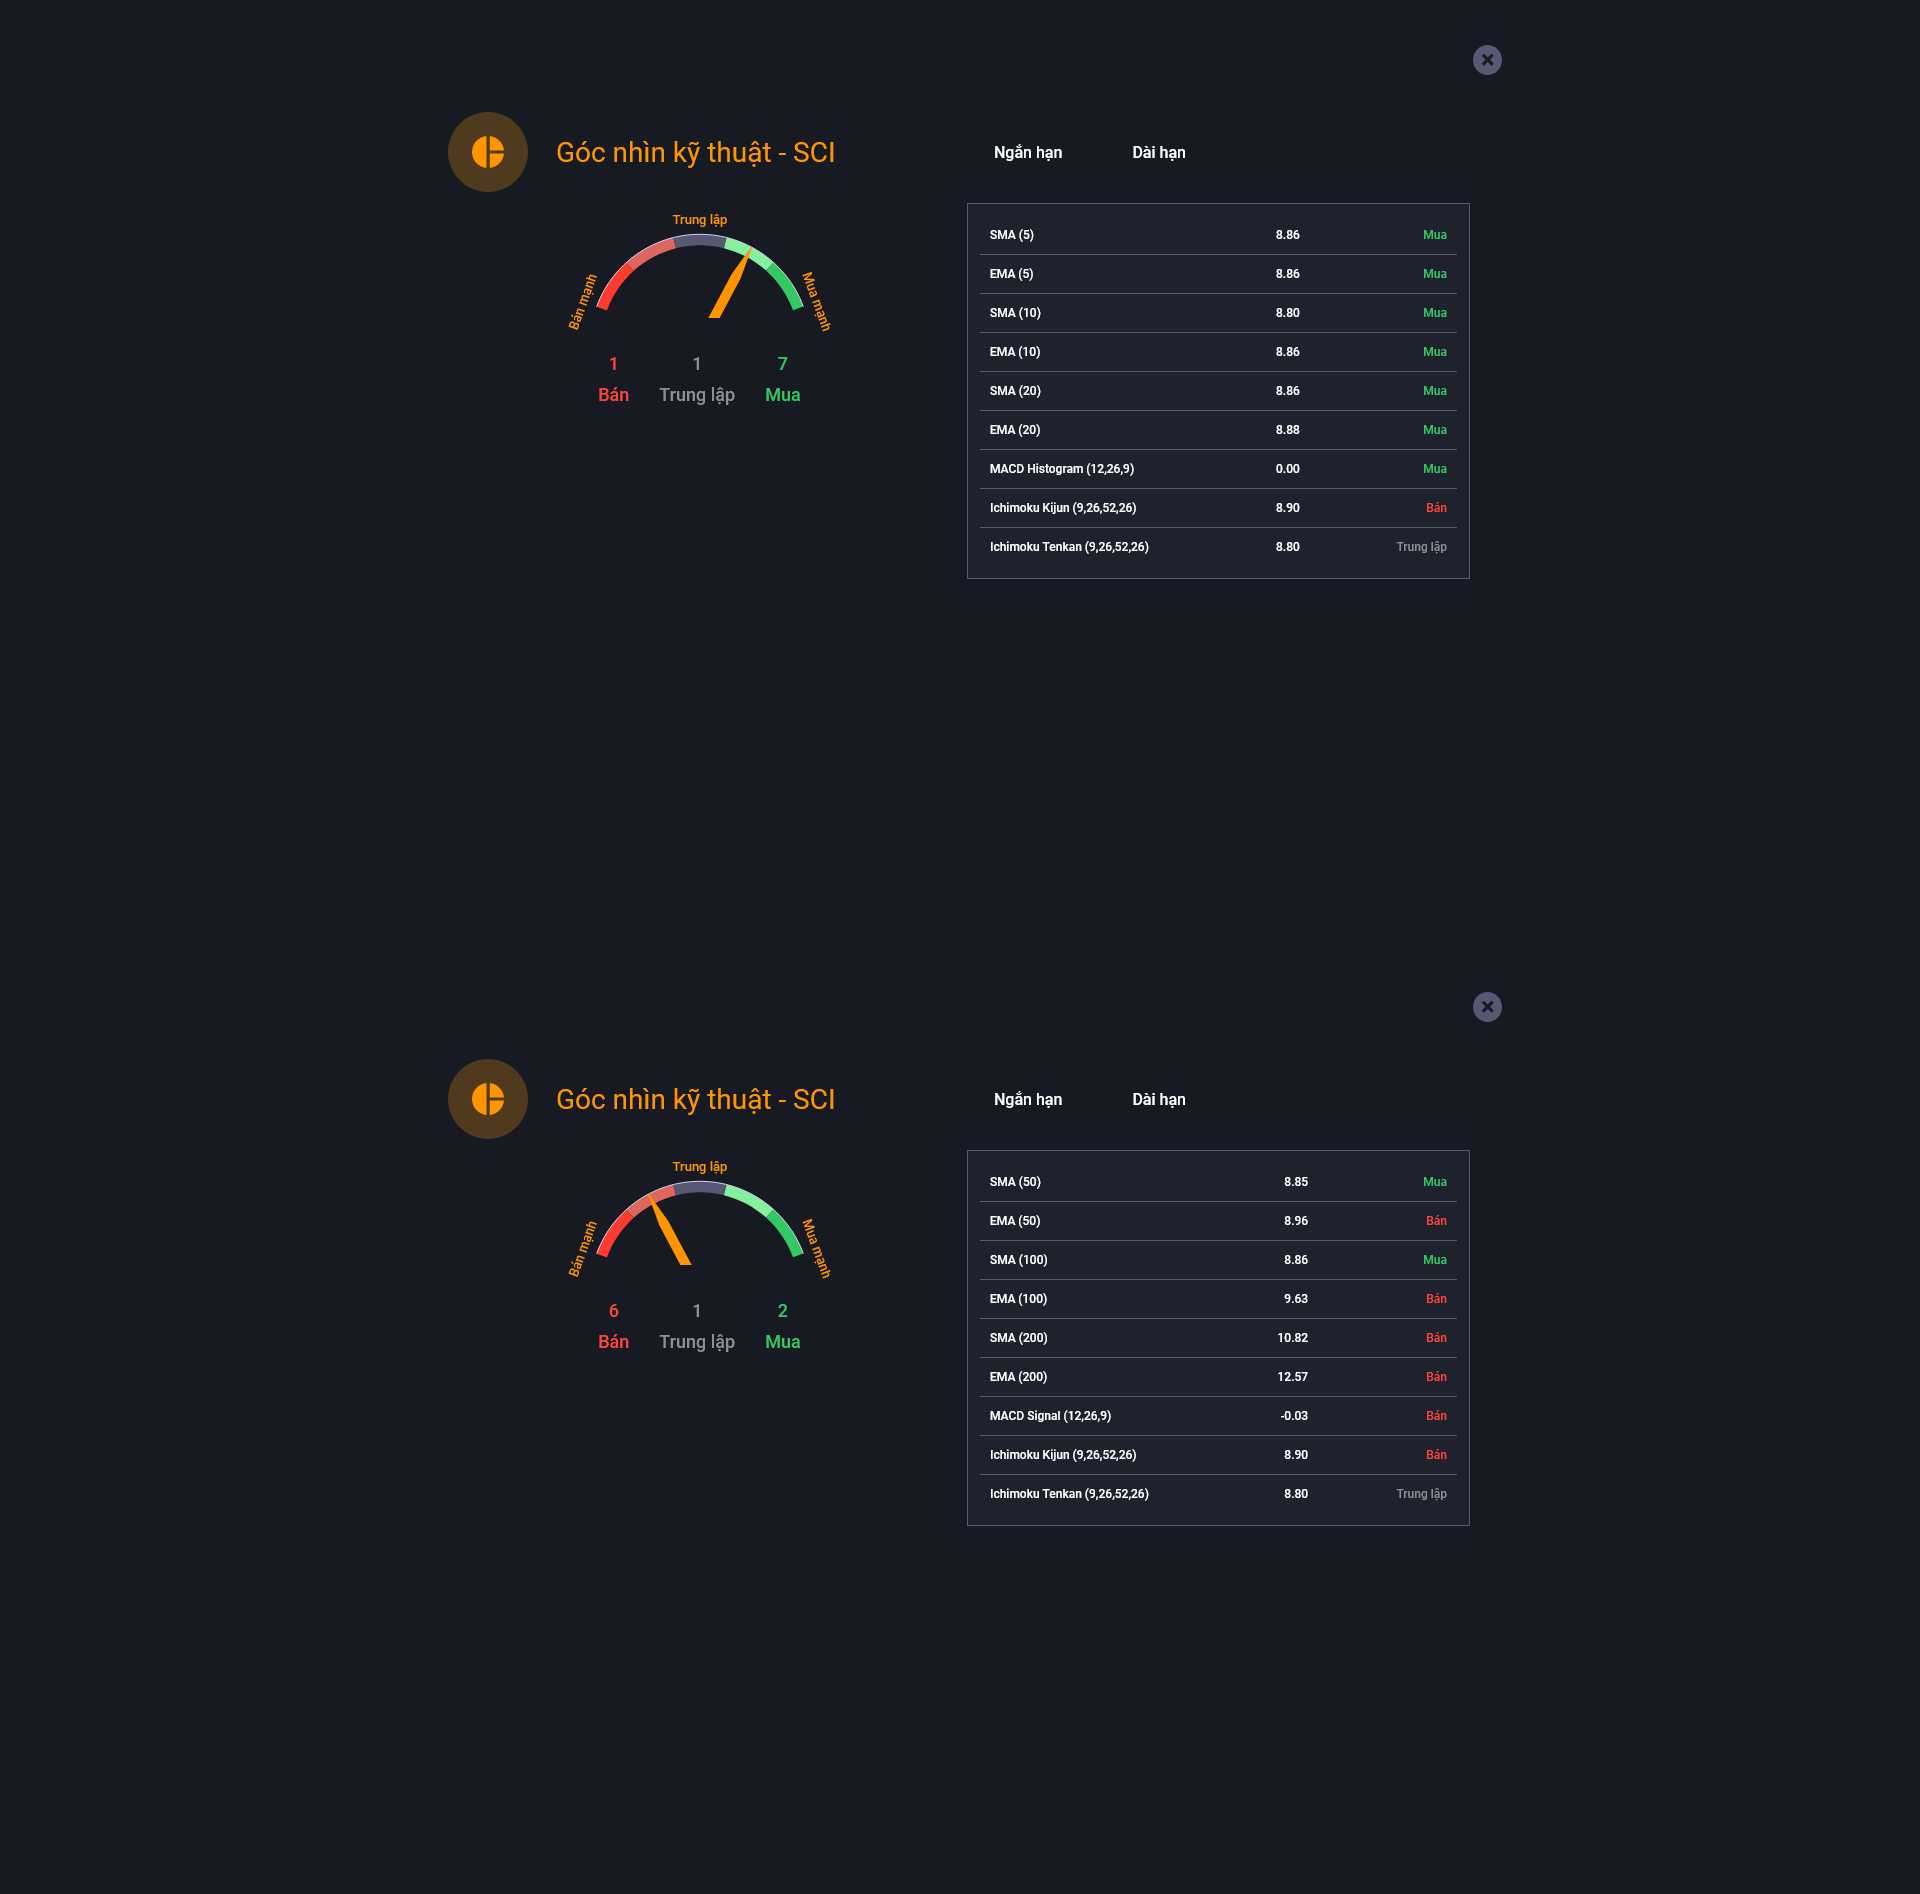 Góc nhìn kỹ thuật - SCI
Ngắn hạn Dài hạn
Trung lập
Bán mạnh
Mua mạnh
1 1 7
Bán Trung lập Mua
SMA (5) 8.86 Mua
EMA (5) 8.86 Mua
SMA (10) 8.80 Mua
EMA (10) 8.86 Mua
SMA (20) 8.86 Mua
EMA (20) 8.88 Mua
MACD Histogram (12,26,9) 0.00 Mua
Ichimoku Kijun (9,26,52,26) 8.90 Bán
Ichimoku Tenkan (9,26,52,26) 8.80 Trung lập
Góc nhìn kỹ thuật - SCI
Ngắn hạn Dài hạn
Trung lập
Bán mạnh
Mua mạnh
6 1 2
Bán Trung lập Mua
SMA (50) 8.85 Mua
EMA (50) 8.96 Bán
SMA (100) 8.86 Mua
EMA (100) 9.63 Bán
SMA (200) 10.82 Bán
EMA (200) 12.57 Bán
MACD Signal (12,26,9) -0.03 Bán
Ichimoku Kijun (9,26,52,26) 8.90 Bán
Ichimoku Tenkan (9,26,52,26) 8.80 Trung lập